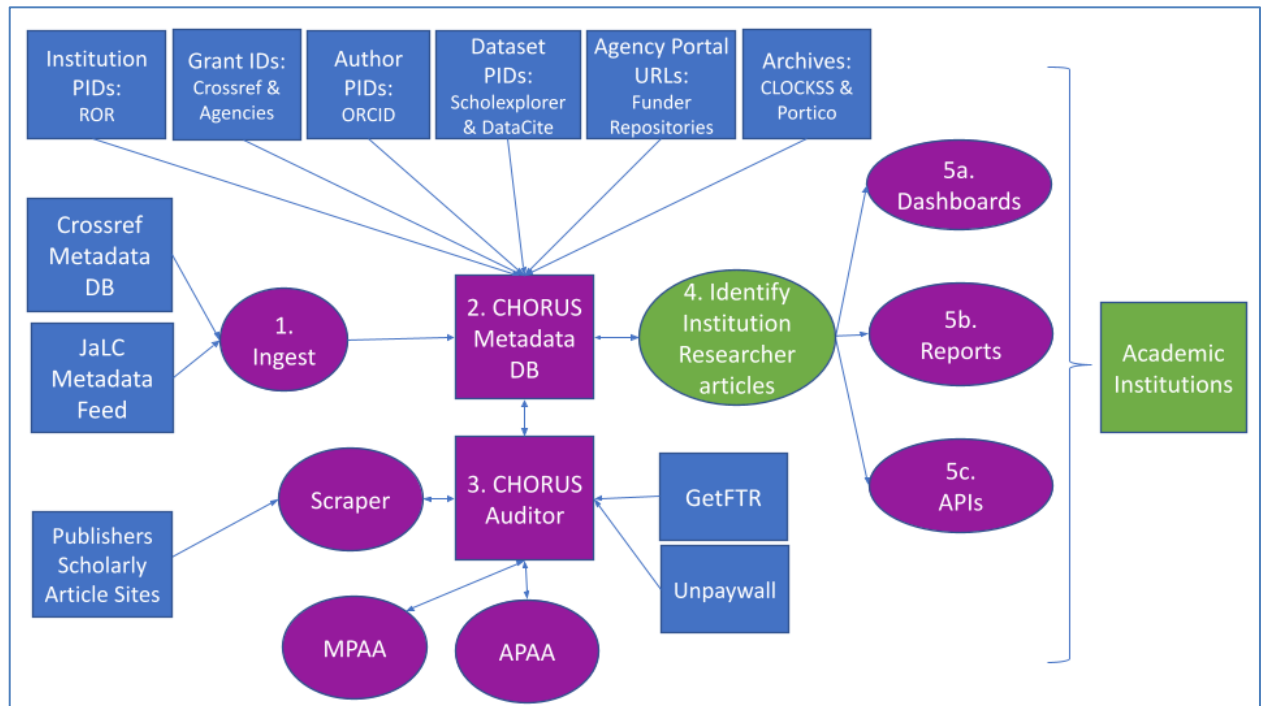 Institution
PIDs:
ROR
Grant IDs:
Crossref &
Agencies
Author
PIDs:
ORCID
Dataset
PIDs:
Scholexplorer
& DataCite
Agency Portal
URLs:
Funder
Repositories
Archives:
CLOCKSS &
Portico
Crossref
Metadata
DB
JaLC
Metadata
Feed
1.
Ingest
2. CHORUS
Metadata
DB
4. Identify
Institution
Researcher
articles
5a.
Dashboards
5b.
Reports
5c.
APIs
Academic
Institutions
Publishers
Scholarly
Article Sites
Scraper
3. CHORUS
Auditor
GetFTR
Unpaywall
MPAA
APAA